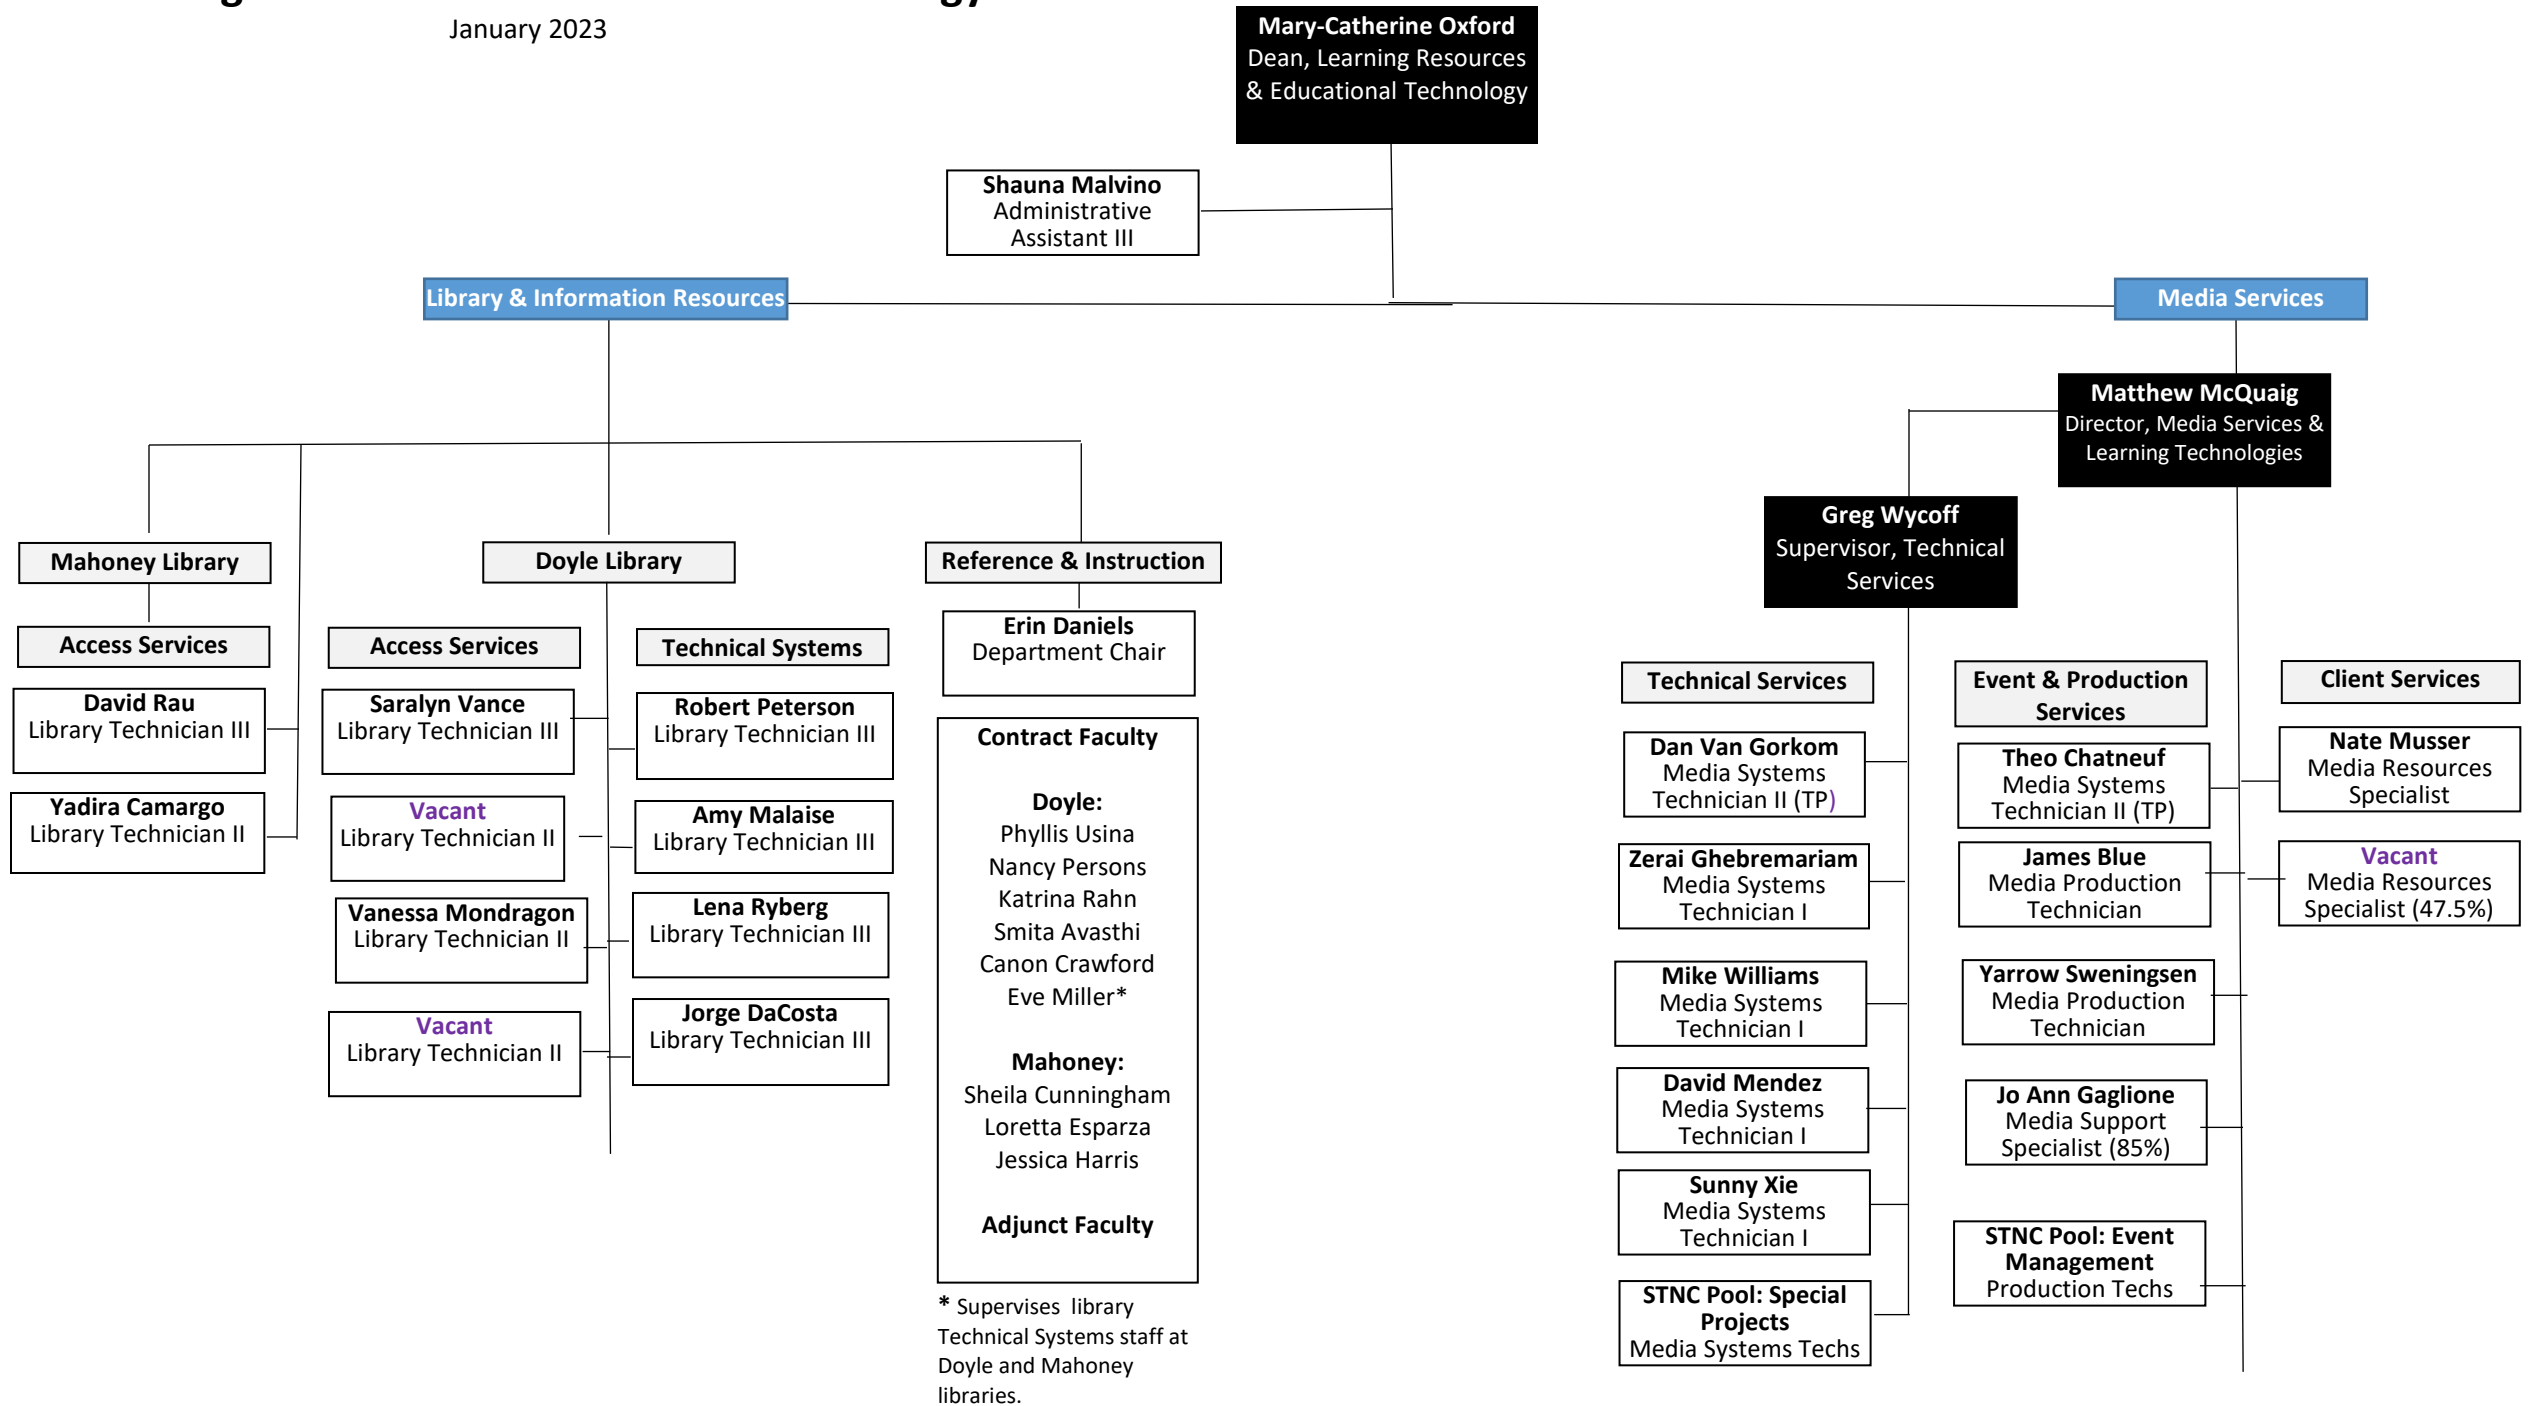 January 2023
Mary-Catherine Oxford
Dean, Learning Resources
& Educational Technology
Shauna Malvino
Administrative
Assistant III
Library & Information Resources
Media Services
Matthew McQuaig
Director, Media Services &
Learning Technologies
Greg Wycoff
Supervisor, Technical
Services
Mahoney Library
Access Services
David Rau
Library Technician III
Yadira Camargo
Library Technician II
Doyle Library
Access Services
Saralyn Vance
Library Technician III
Vacant
Library Technician II
Vanessa Mondragon
Library Technician II
Vacant
Library Technician II
Technical Systems
Robert Peterson
Library Technician III
Amy Malaise
Library Technician III
Lena Ryberg
Library Technician III
Jorge DaCosta
Library Technician III
Reference & Instruction
Erin Daniels
Department Chair
Contract Faculty
Doyle:
Phyllis Usina
Nancy Persons
Katrina Rahn
Smita Avasthi
Canon Crawford
Eve Miller*
Mahoney:
Sheila Cunningham
Loretta Esparza
Jessica Harris
Adjunct Faculty
* Supervises library
Technical Systems staff at
Doyle and Mahoney
libraries.
Technical Services
Dan Van Gorkom
Media Systems
Technician II (TP)
Zerai Ghebremariam
Media Systems
Technician I
Mike Williams
Media Systems
Technician I
David Mendez
Media Systems
Technician I
Sunny Xie
Media Systems
Technician I
STNC Pool: Special
Projects
Media Systems Techs
Event & Production
Services
Theo Chatneuf
Media Systems
Technician II (TP)
James Blue
Media Production
Technician
Yarrow Sweningsen
Media Production
Technician
Jo Ann Gaglione
Media Support
Specialist (85%)
STNC Pool: Event
Management
Production Techs
Client Services
Nate Musser
Media Resources
Specialist
Vacant
Media Resources
Specialist (47.5%)